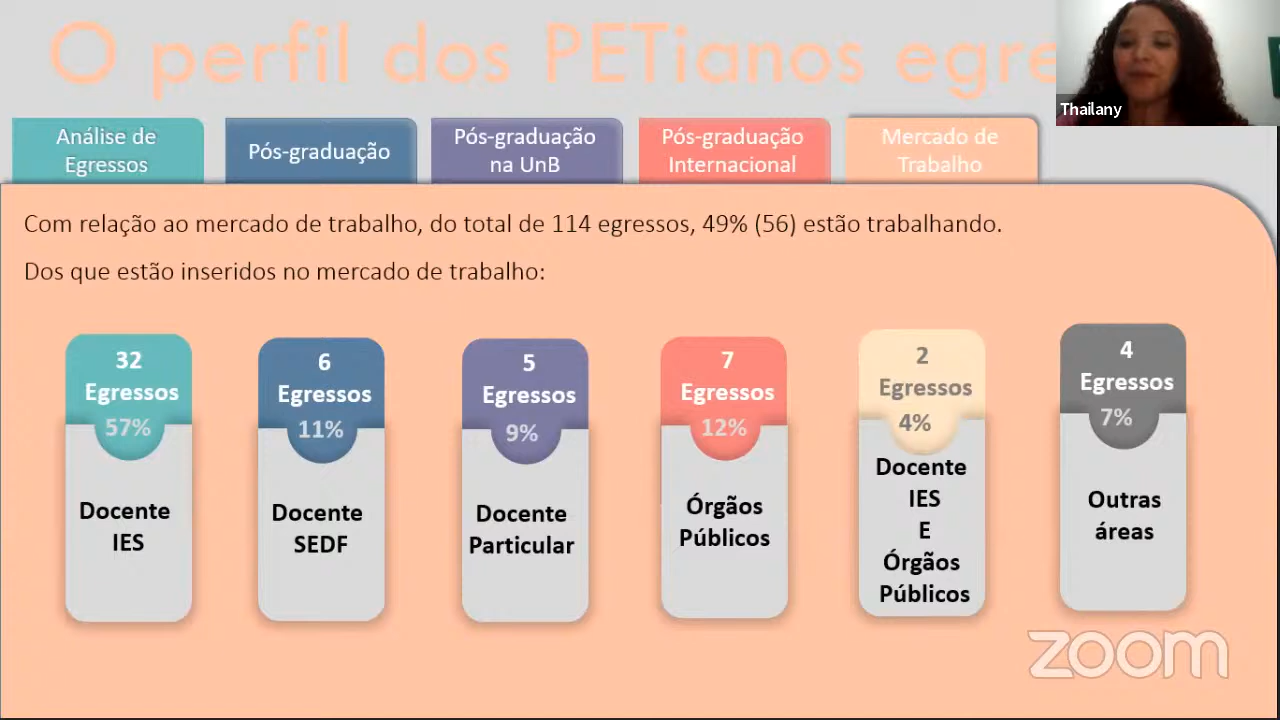 O perfil dos PETianos egre
Thailany
Análise de
Egressos
Pós-graduação
Pós-graduação
na UnB
Pós-graduação
Internacional
Mercado de
Trabalho
Com relação ao mercado de trabalho, do total de 114 egressos, 49% (56) estão trabalhando.
Dos que estão inseridos no mercado de trabalho:
32
Egressos
57%
Docente
IES
6
Egressos
11%
Docente
SEDF
5
Egressos
9%
Docente
Particular
7
Egressos
12%
Órgãos
Públicos
2
Egressos
4%
Docente
IES
E
Órgãos
Públicos
4
Egressos
7%
Outras
áreas
zoom